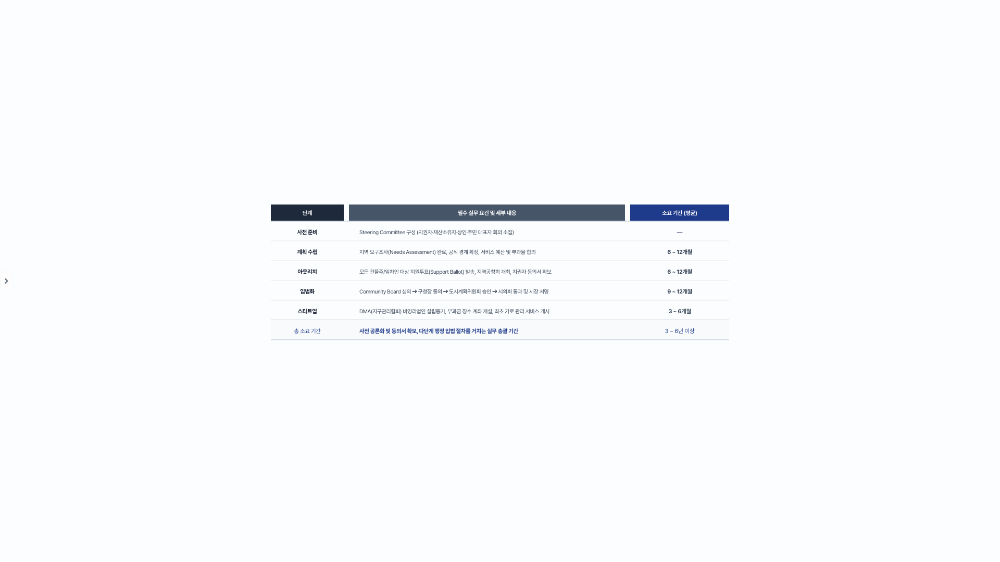 단계 필수 실무 요건 및 세부 내용 소요 기간 (평균)
사전 준비 Steering Committee 구성 (지권자·재산소유자·상인·주민 대표자 회의 소집) —
계획 수립 지역 요구조사(Needs Assessment) 완료, 공식 경계 확정, 서비스 예산 및 부과율 합의 6 ~ 12개월
아웃리치 모든 건물주/임차인 대상 지원투표(Support Ballot) 발송, 지역공청회 개최, 지권자 동의서 확보 6 ~ 12개월
입법화 Community Board 심의 ➔ 구청장 동의 ➔ 도시계획위원회 승인 ➔ 시의회 통과 및 시장 서명 9 ~ 12개월
스타트업 DMA(지구관리협회) 비영리법인 설립등기, 부과금 징수 계좌 개설, 최초 가로 관리 서비스 개시 3 ~ 6개월
총 소요 기간 사전 공론화 및 동의서 확보, 다단계 행정 입법 절차를 거치는 실무 총괄 기간 3 ~ 6년 이상